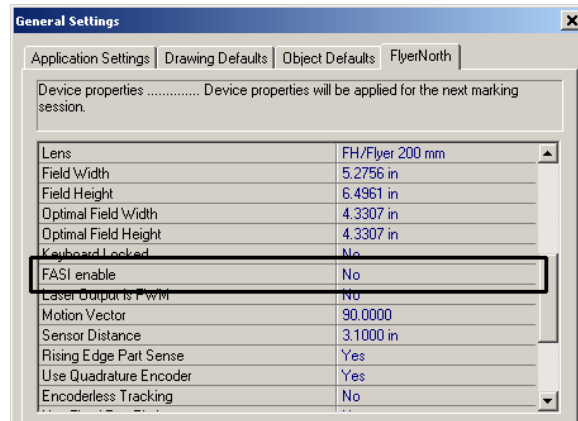 General Settings
Application Settings Drawing Defaults Object Defaults FlyerNorth
Device properties .............. Device properties will be applied for the next marking
session.
Lens FH/Flyer 200 mm
Field Width 5.2756 in
Field Height 6.4961 in
Optimal Field Width 4.3307 in
Optimal Field Height 4.3307 in
Keyboard Locked No
FASI enable No
Laser Output is PWM No
Motion Vector 90.0000
Sensor Distance 3.1000 in
Rising Edge Part Sense Yes
Use Quadrature Encoder Yes
Encoderless Tracking No